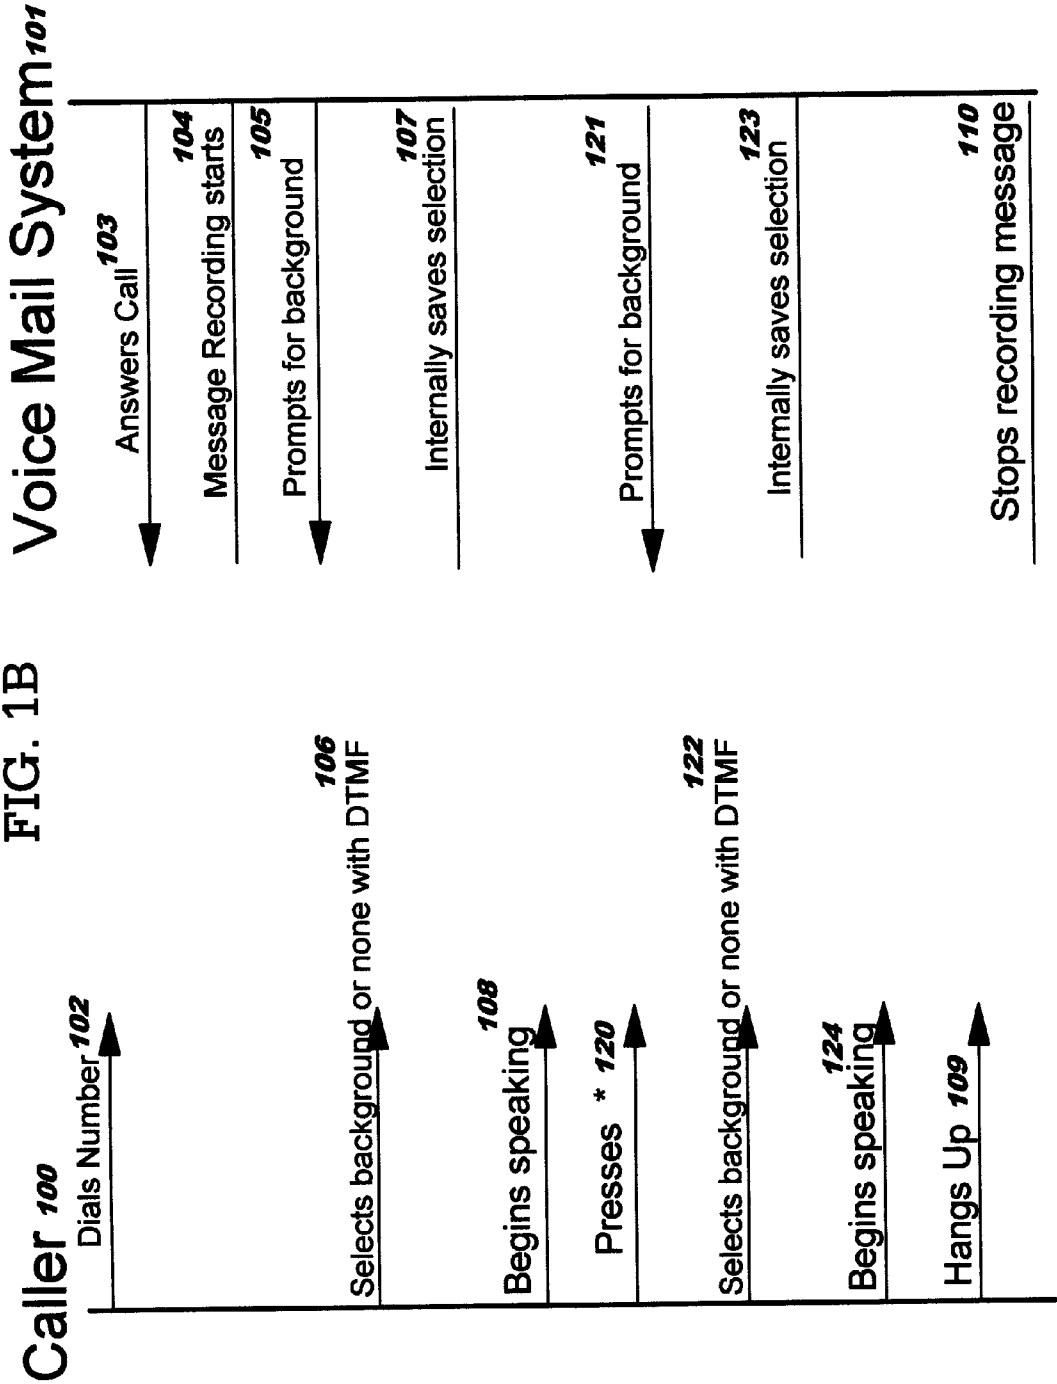 FIG. 1B
Caller 100
Voice Mail System 101
Dials Number 102
Answers Call 103
Message Recording starts 104
Prompts for background 105
Selects background or none with DTMF 106
Internally saves selection 107
Begins speaking 108
Presses * 120
Prompts for background 121
Selects background or none with DTMF 122
Internally saves selection 123
Begins speaking 124
Hangs Up 109
Stops recording message 110